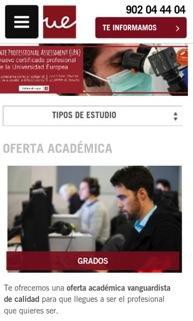 ue
902 04 44 04
TE INFORMAMOS >
ATE PROFESSIONAL ASSESSMENT (UPA)
nuevo certificado profesional
de la Universidad Europea
TIPOS DE ESTUDIO
OFERTA ACADÉMICA
GRADOS
Te ofrecemos una oferta académica vanguardista
de calidad para que llegues a ser el profesional
que quieres ser.